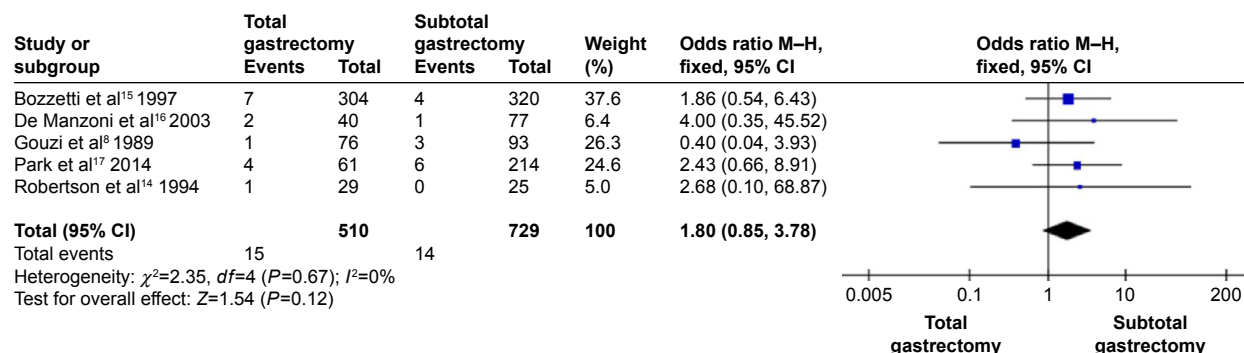 Study or subgroup Total gastrectomy Events Total Subtotal gastrectomy Events Total Weight (%) Odds ratio M–H, fixed, 95% CI Odds ratio M–H, fixed, 95% CI
Bozzetti et al¹⁵ 1997 7 304 4 320 37.6 1.86 (0.54, 6.43)
De Manzoni et al¹⁶ 2003 2 40 1 77 6.4 4.00 (0.35, 45.52)
Gouzi et al⁸ 1989 1 76 3 93 26.3 0.40 (0.04, 3.93)
Park et al¹⁷ 2014 4 61 6 214 24.6 2.43 (0.66, 8.91)
Robertson et al¹⁴ 1994 1 29 0 25 5.0 2.68 (0.10, 68.87)
Total (95% CI) 510 729 100 1.80 (0.85, 3.78)
Total events 15 14
Heterogeneity: χ²=2.35, df=4 (P=0.67); I²=0%
Test for overall effect: Z=1.54 (P=0.12)
0.005 0.1 1 10 200
Total gastrectomy Subtotal gastrectomy